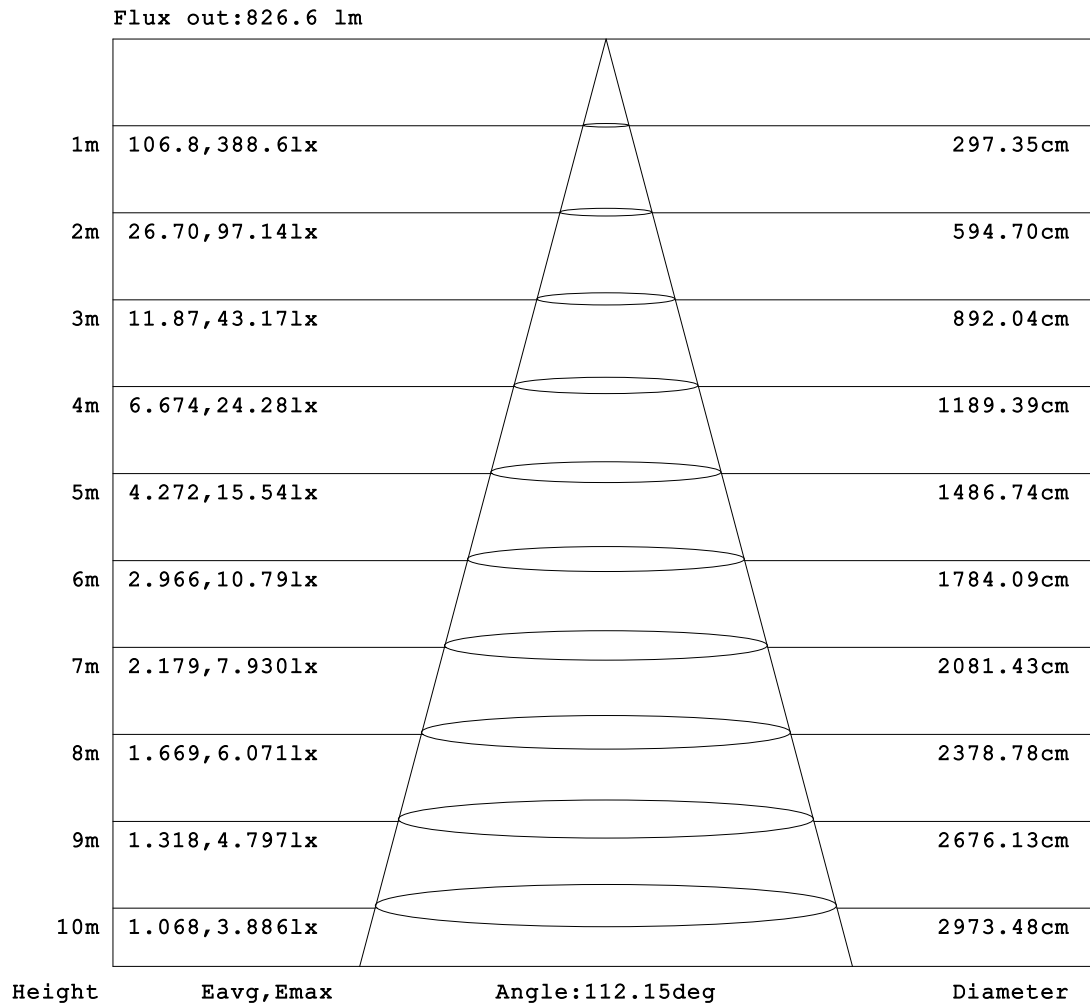 Flux out:826.6 lm
1m 106.8,388.6lx 297.35cm
2m 26.70,97.14lx 594.70cm
3m 11.87,43.17lx 892.04cm
4m 6.674,24.28lx 1189.39cm
5m 4.272,15.54lx 1486.74cm
6m 2.966,10.79lx 1784.09cm
7m 2.179,7.930lx 2081.43cm
8m 1.669,6.071lx 2378.78cm
9m 1.318,4.797lx 2676.13cm
10m 1.068,3.886lx 2973.48cm
Height Eavg,Emax Angle:112.15deg Diameter